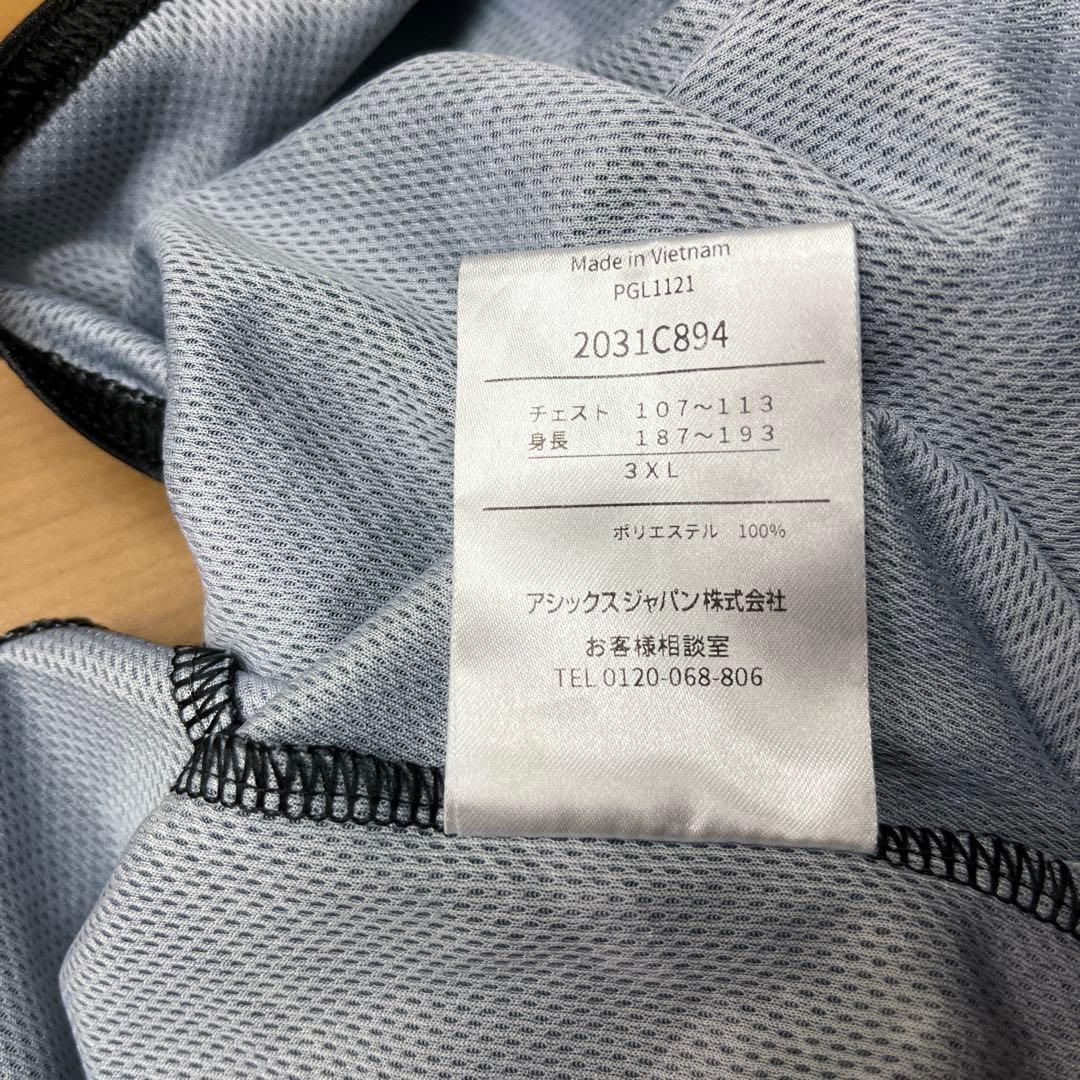 Made in Vietnam
PGL1121
2031C894
チェスト 107～113
身長 187～193
3XL
ポリエステル 100%
アシックスジャパン株式会社
お客様相談室
TEL 0120-068-806